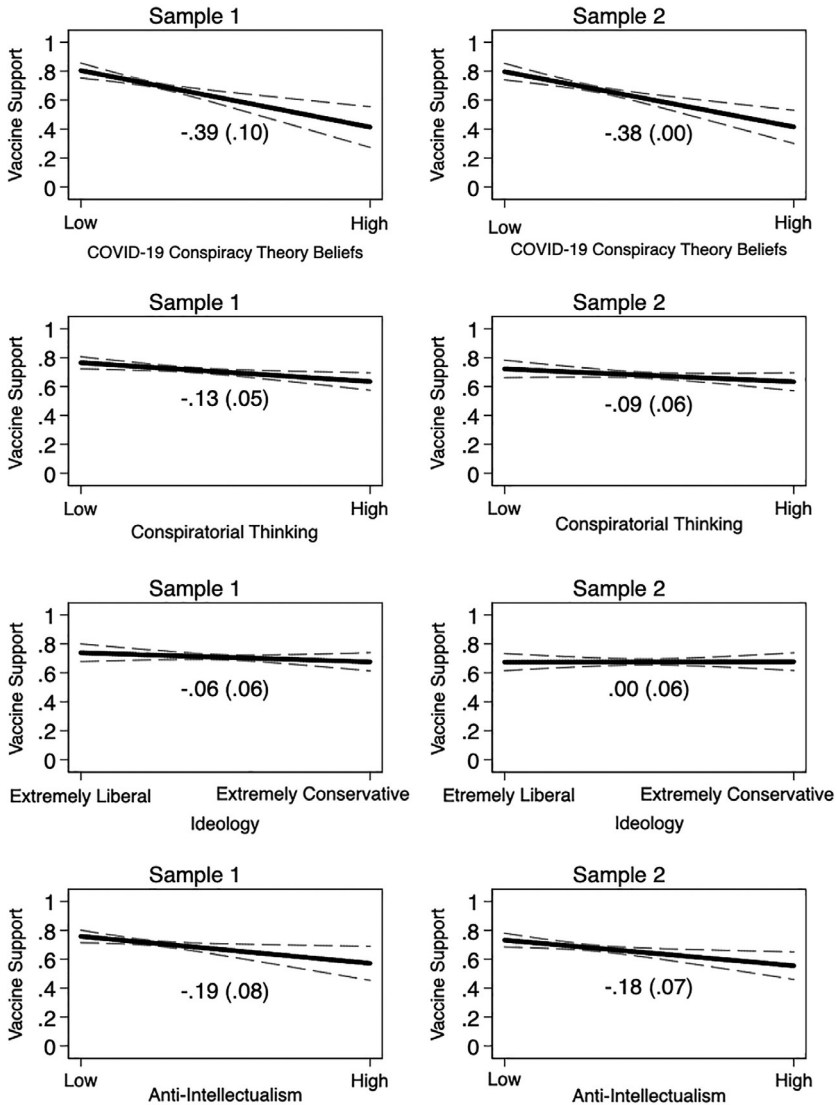 Sample 1
Sample 2
Vaccine Support
1
.8
.6
.4
.2
0
-.39 (.10)
Low
High
COVID-19 Conspiracy Theory Beliefs
Vaccine Support
1
.8
.6
.4
.2
0
-.38 (.00)
Low
High
COVID-19 Conspiracy Theory Beliefs
Sample 1
Sample 2
Vaccine Support
1
.8
.6
.4
.2
0
-.13 (.05)
Low
High
Conspiratorial Thinking
Vaccine Support
1
.8
.6
.4
.2
0
-.09 (.06)
Low
High
Conspiratorial Thinking
Sample 1
Sample 2
Vaccine Support
1
.8
.6
.4
.2
0
-.06 (.06)
Extremely Liberal
Extremely Conservative
Ideology
Vaccine Support
1
.8
.6
.4
.2
0
.00 (.06)
Etremely Liberal
Extremely Conservative
Ideology
Sample 1
Sample 2
Vaccine Support
1
.8
.6
.4
.2
0
-.19 (.08)
Low
High
Anti-Intellectualism
Vaccine Support
1
.8
.6
.4
.2
0
-.18 (.07)
Low
High
Anti-Intellectualism